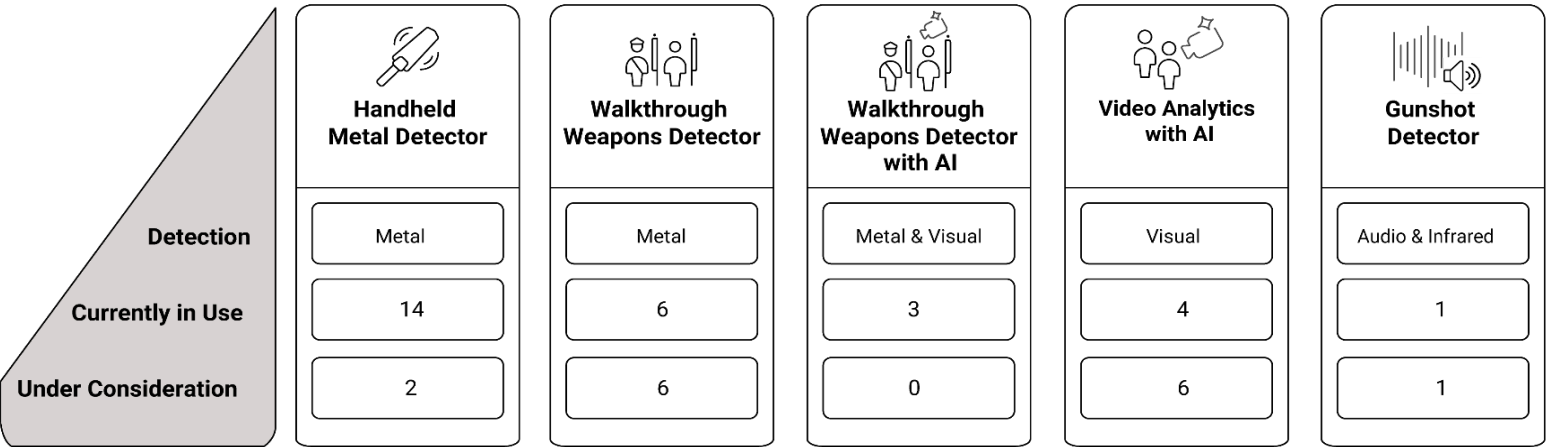 Handheld
Metal Detector
Walkthrough
Weapons Detector
Walkthrough
Weapons Detector
with AI
Video Analytics
with AI
Gunshot
Detector
Detection
Metal
Metal
Metal & Visual
Visual
Audio & Infrared
Currently in Use
14
6
3
4
1
Under Consideration
2
6
0
6
1